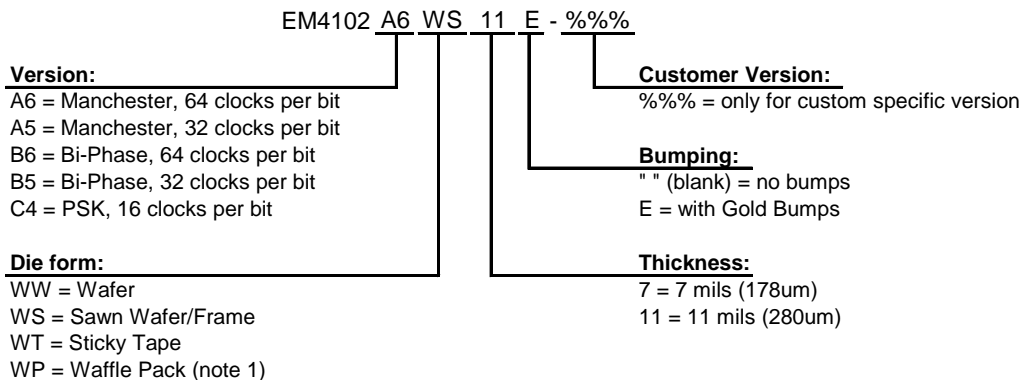 EM4102 A6 WS 11 E - %%%
Version:
A6 = Manchester, 64 clocks per bit
A5 = Manchester, 32 clocks per bit
B6 = Bi-Phase, 64 clocks per bit
B5 = Bi-Phase, 32 clocks per bit
C4 = PSK, 16 clocks per bit
Die form:
WW = Wafer
WS = Sawn Wafer/Frame
WT = Sticky Tape
WP = Waffle Pack (note 1)
Customer Version:
%%% = only for custom specific version
Bumping:
" " (blank) = no bumps
E = with Gold Bumps
Thickness:
7 = 7 mils (178um)
11 = 11 mils (280um)